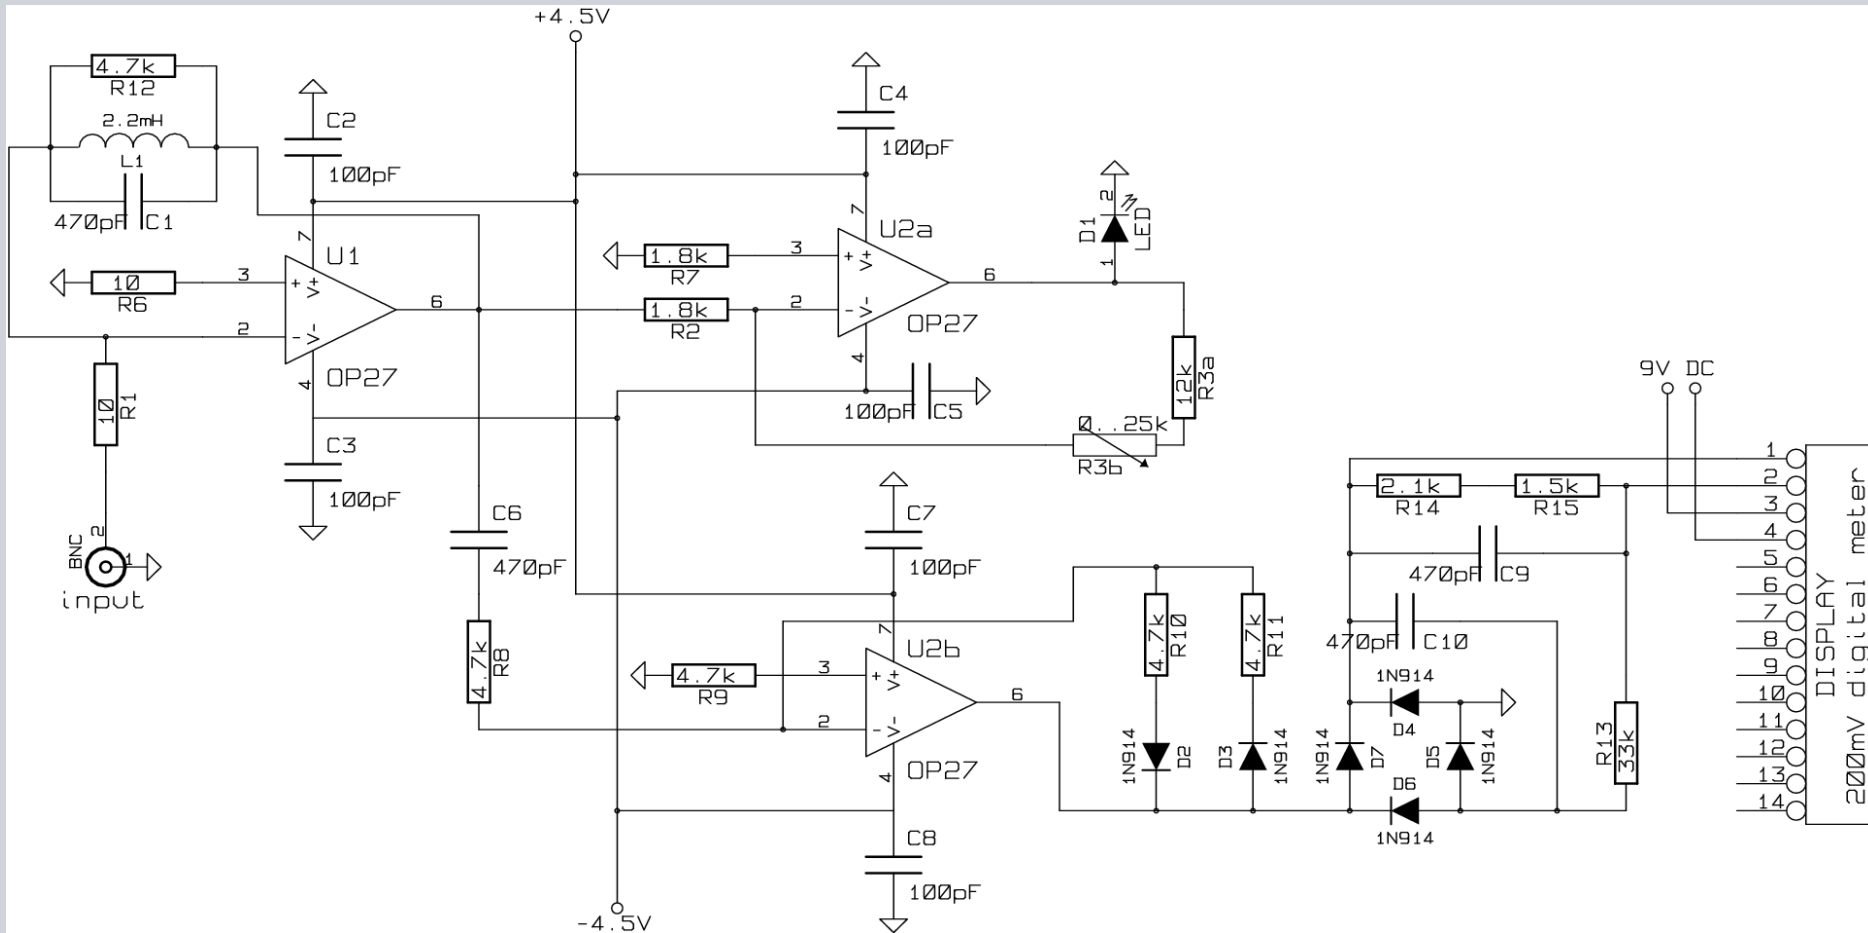 +4.5V
4.7k
R12
2.2mH
L1
470pF C1
C2
100pF
C4
100pF
7
U1
10
R6
3
+ V+
6
2
- V-
4
OP27
7
U2a
1.8k
R7
3
+ V+
6
1.8k
R2
2
- V-
4
OP27
2
D1
LED
1
12k
R3a
100pF C5
0..25k
R3b
10
R1
C3
100pF
BNC
2
1
input
C6
470pF
4.7k
R8
C7
100pF
7
U2b
4.7k
R9
3
+ V+
6
2
- V-
4
OP27
C8
100pF
-4.5V
4.7k
R10
4.7k
R11
1N914
D2
D3
1N914
1N914
D7
1N914
D4
D5
1N914
D6
1N914
9V DC
2.1k
R14
1.5k
R15
470pF C9
470pF C10
R13
33k
1
2
3
4
5
6
7
8
9
10
11
12
13
14
DISPLAY
200mV digital meter